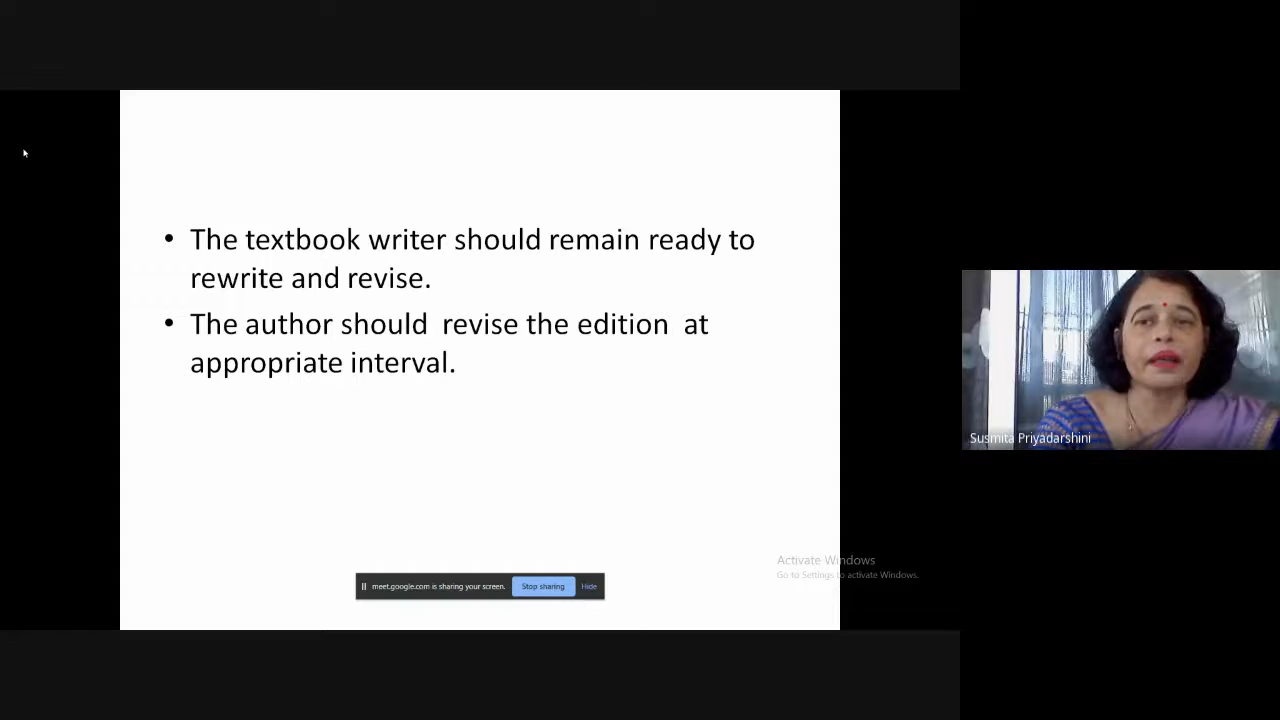 • The textbook writer should remain ready to
rewrite and revise.
• The author should  revise the edition  at
appropriate interval.
Susmita Priyadarshini
Activate Windows
Go to Settings to activate Windows.
meet.google.com is sharing your screen. Stop sharing Hide